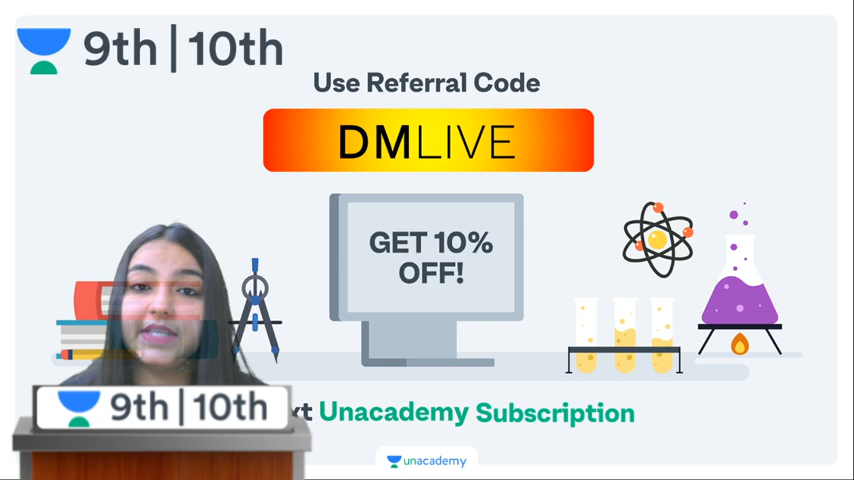 9th|10th
Use Referral Code
DMLIVE
GET 10%
OFF!
Unacademy Subscription
9th|10th
unacademy